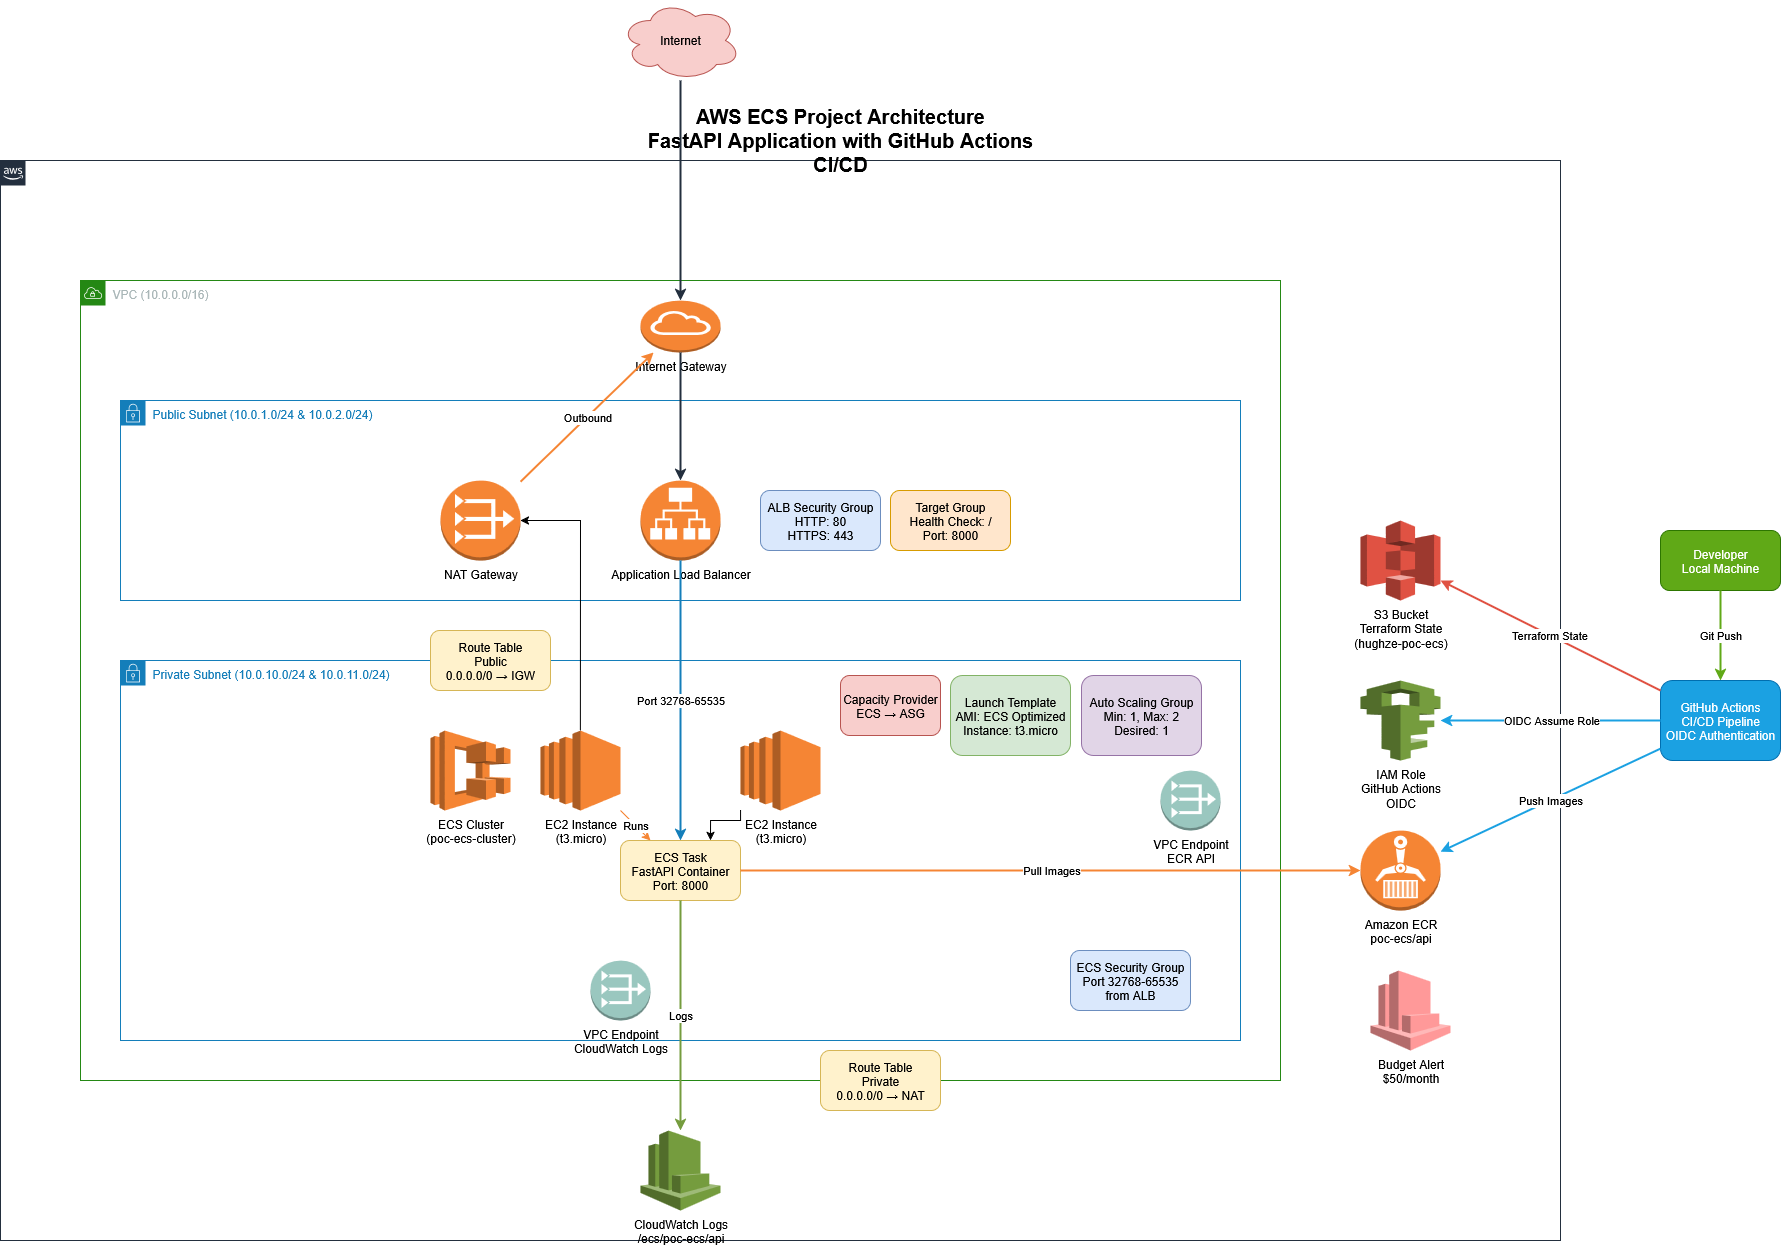 Internet
AWS ECS Project Architecture
FastAPI Application with GitHub Actions
CI/CD
aws
VPC (10.0.0.0/16)
Internet Gateway
Public Subnet (10.0.1.0/24 & 10.0.2.0/24)
Outbound
NAT Gateway
Application Load Balancer
ALB Security Group
HTTP: 80
HTTPS: 443
Target Group
Health Check: /
Port: 8000
Route Table
Public
0.0.0.0/0 → IGW
Private Subnet (10.0.10.0/24 & 10.0.11.0/24)
Port 32768-65535
Capacity Provider
ECS → ASG
Launch Template
AMI: ECS Optimized
Instance: t3.micro
Auto Scaling Group
Min: 1, Max: 2
Desired: 1
ECS Cluster
(poc-ecs-cluster)
EC2 Instance
(t3.micro)
Runs
EC2 Instance
(t3.micro)
VPC Endpoint
ECR API
ECS Task
FastAPI Container
Port: 8000
Pull Images
ECS Security Group
Port 32768-65535
from ALB
VPC Endpoint
CloudWatch Logs
Logs
Route Table
Private
0.0.0.0/0 → NAT
CloudWatch Logs
/ecs/poc-ecs/api
S3 Bucket
Terraform State
(hughze-poc-ecs)
IAM Role
GitHub Actions
OIDC
Amazon ECR
poc-ecs/api
Budget Alert
$50/month
Developer
Local Machine
Git Push
Terraform State
GitHub Actions
CI/CD Pipeline
OIDC Authentication
OIDC Assume Role
Push Images